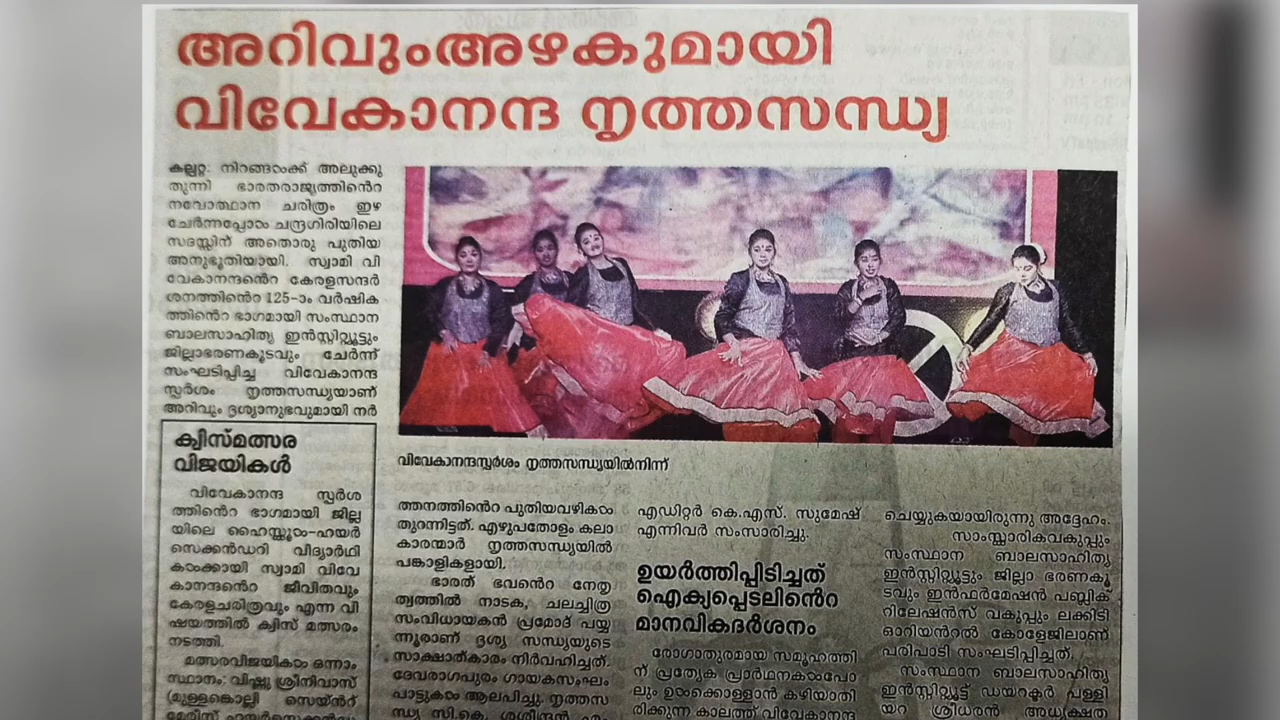 അറിവുംഅഴകുമായി
വിവേകാനന്ദ നൃത്തസന്ധ്യ
കല്പറ്റ: നിറങ്ങൾക്ക് അലുക്കു
തുന്നി ഭാരതരാജ്യത്തിന്റെ
നവോത്ഥാന ചരിത്രം ഇഴ
ചേർന്നപ്പോൾ ചന്ദ്രഗിരിയിലെ
സദസ്സിന് അതൊരു പുതിയ
അനുഭൂതിയായി. സ്വാമി വി
വേകാനന്ദന്റെ കേരളസന്ദർ
ശനത്തിന്റെ 125-ാം വർഷിക
ത്തിന്റെ ഭാഗമായി സംസ്ഥാന
ബാലസാഹിത്യ ഇൻസ്റ്റിറ്റ്യൂട്ടും
ജില്ലാഭരണകൂടവും ചേർന്ന്
സംഘടിപ്പിച്ച വിവേകാനന്ദ
സ്പർശം നൃത്തസന്ധ്യയാണ്
അറിവും ദൃശ്യാനുഭവുമായി നർ
ക്വിസ്മത്സര
വിജയികൾ
വിവേകാനന്ദ സ്പർശ
ത്തിന്റെ ഭാഗമായി ജില്ല
യിലെ ഹൈസ്കൂൾ-ഹയർ
സെക്കൻഡറി വിദ്യാർഥി
കൾക്കായി സ്വാമി വിവേ
കാനന്ദന്റെ ജീവിതവും
കേരളചരിത്രവും എന്ന വി
ഷയത്തിൽ ക്വിസ് മത്സരം
നടത്തി.
മത്സരവിജയികൾ ഒന്നാം
സ്ഥാനം: വിഷ്ണു ശ്രീനിവാസ്
(മുള്ളങ്കൊല്ലി സെയ്ന്റ്
വിവേകാനന്ദസ്പർശം നൃത്തസന്ധ്യയിൽനിന്ന്
ത്തനത്തിന്റെ പുതിയവഴികൾ
തുറന്നിട്ടത്. എഴുപതോളം കലാ
കാരന്മാർ നൃത്തസന്ധ്യയിൽ
പങ്കാളികളായി.
ഭാരത് ഭവന്റെ നേതൃ
ത്വത്തിൽ നാടക, ചലച്ചിത്ര
സംവിധായകൻ പ്രമോദ് പയ്യ
ന്നൂരാണ് ദൃശ്യ സന്ധ്യയുടെ
സാക്ഷാത്കാരം നിർവഹിച്ചത്.
ദേവരാഗപുരം ഗായകസംഘം
പാട്ടുകൾ ആലപിച്ചു. നൃത്തസ
ന്ധ്യ സി.കെ. ശശീന്ദ്രൻ എം
എഡിറ്റർ കെ.എസ്. സുമേഷ്
എന്നിവർ സംസാരിച്ചു.
ഉയർത്തിപ്പിടിച്ചത്
ഐക്യപ്പെടലിന്റെ
മാനവികദർശനം
രോഗാതുരമായ സമൂഹത്തി
ന് പ്രത്യേക പ്രാർഥനകൾപോ
ലും ഉൾക്കൊള്ളാൻ കഴിയാതി
രിക്കുന്ന കാലത്ത് വിവേകാനന്ദ
ചെയ്യുകയായിരുന്നു അദ്ദേഹം.
സാംസ്കാരികവകുപ്പും
സംസ്ഥാന ബാലസാഹിത്യ
ഇൻസ്റ്റിറ്റ്യൂട്ടും ജില്ലാ ഭരണകൂ
ടവും ഇൻഫർമേഷൻ പബ്ലിക്
റിലേഷൻസ് വകുപ്പും ലക്കിടി
ഓറിയന്റൽ കോളേജിലാണ്
പരിപാടി സംഘടിപ്പിച്ചത്.
സംസ്ഥാന ബാലസാഹിത്യ
ഇൻസ്റ്റിറ്റ്യൂട്ട് ഡയറക്ടർ പള്ളി
യറ ശ്രീധരൻ അധ്യക്ഷത